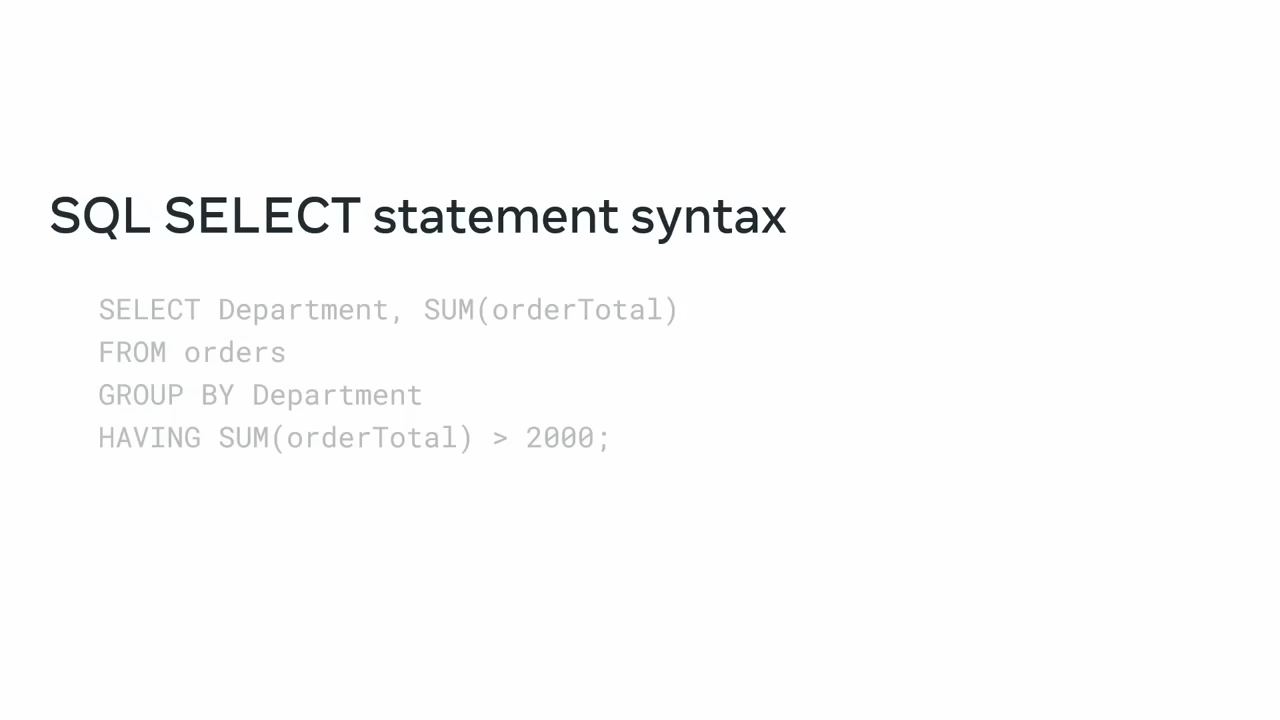 SQL SELECT statement syntax
SELECT Department, SUM(orderTotal)
FROM orders
GROUP BY Department
HAVING SUM(orderTotal) > 2000;